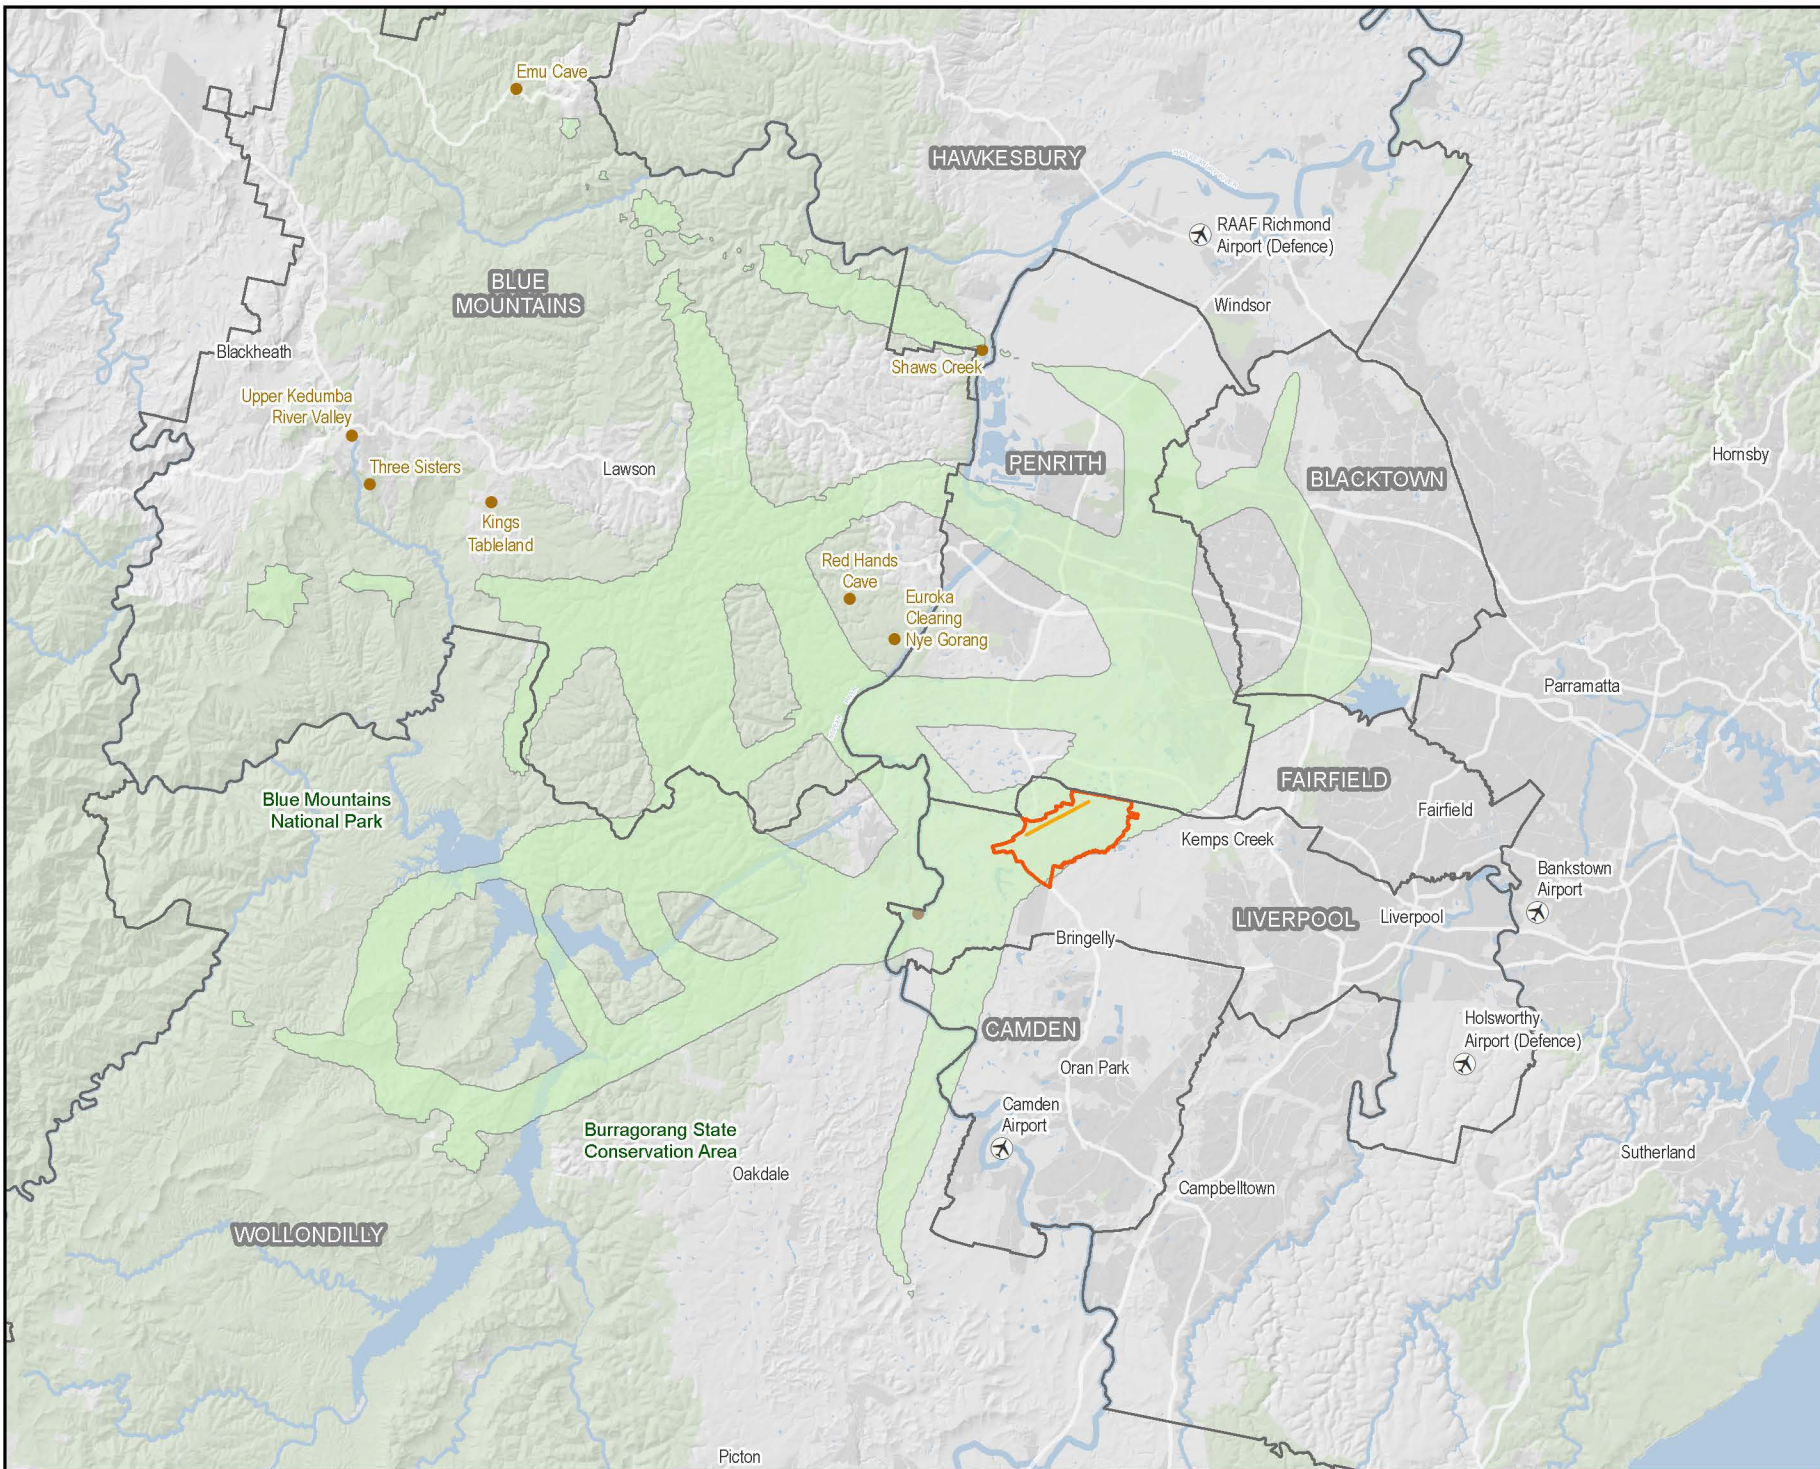 Emu Cave
HAWKESBURY
RAAF Richmond
Airport (Defence)
BLUE
MOUNTAINS
Windsor
Blackheath
Shaws Creek
Upper Kedumba
River Valley
Three Sisters
Lawson
PENRITH
BLACKTOWN
Hornsby
Kings
Tableland
Red Hands
Cave
Euroka
Clearing
Nye Gorang
Parramatta
Blue Mountains
National Park
FAIRFIELD
Fairfield
Kemps Creek
Bankstown
Airport
LIVERPOOL
Liverpool
Bringelly
CAMDEN
Holsworthy
Airport (Defence)
Oran Park
Camden
Airport
Burragorang State
Conservation Area
Oakdale
Sutherland
Campbelltown
WOLLONDILLY
Picton